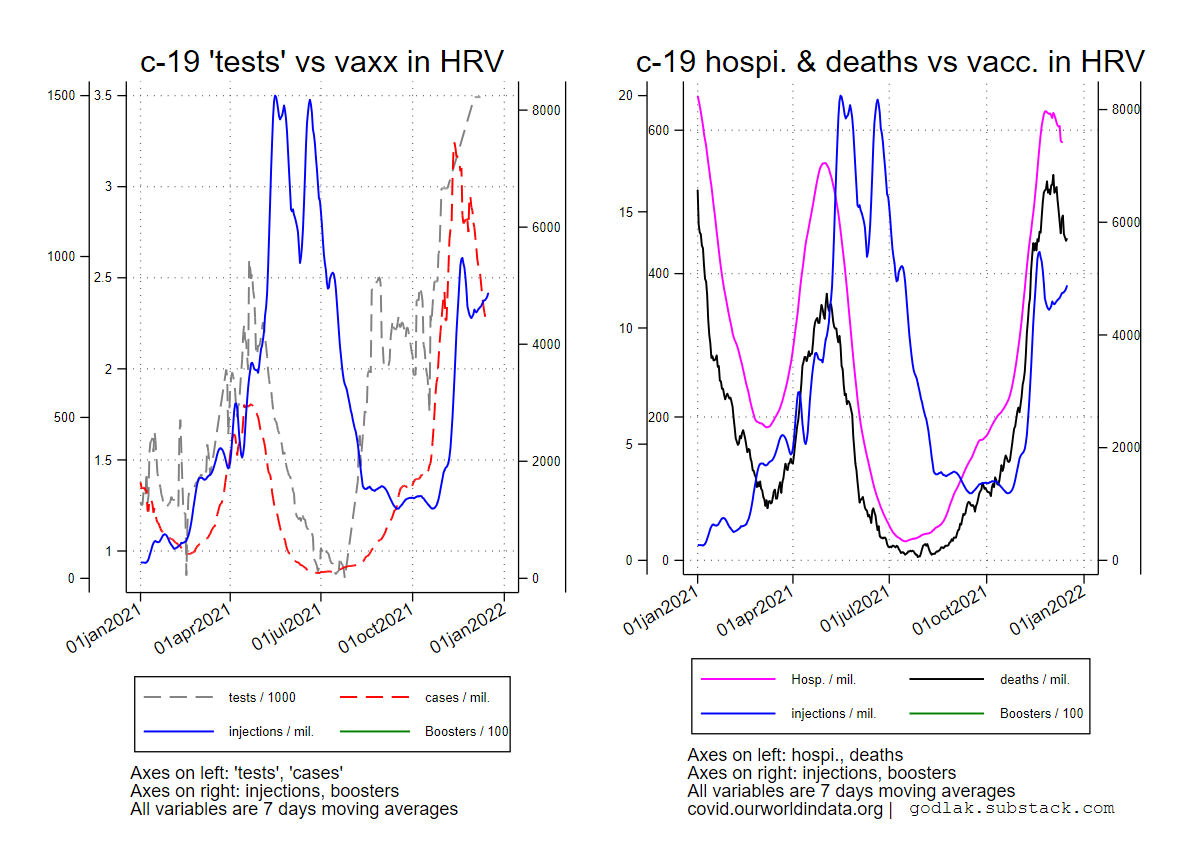 c-19 'tests' vs vaxx in HRV
1500
1000
500
0
3.5
3
2.5
2
1.5
1
8000
6000
4000
2000
0
01jan2021
01apr2021
01jul2021
01oct2021
01jan2022
tests / 1000
cases / mil.
injections / mil.
Boosters / 100
Axes on left: 'tests', 'cases'
Axes on right: injections, boosters
All variables are 7 days moving averages
c-19 hospi. & deaths vs vacc. in HRV
20
15
10
5
0
600
400
200
0
8000
6000
4000
2000
0
01jan2021
01apr2021
01jul2021
01oct2021
01jan2022
Hosp. / mil.
deaths / mil.
injections / mil.
Boosters / 100
Axes on left: hospi., deaths
Axes on right: injections, boosters
All variables are 7 days moving averages
covid.ourworldindata.org | godlak.substack.com